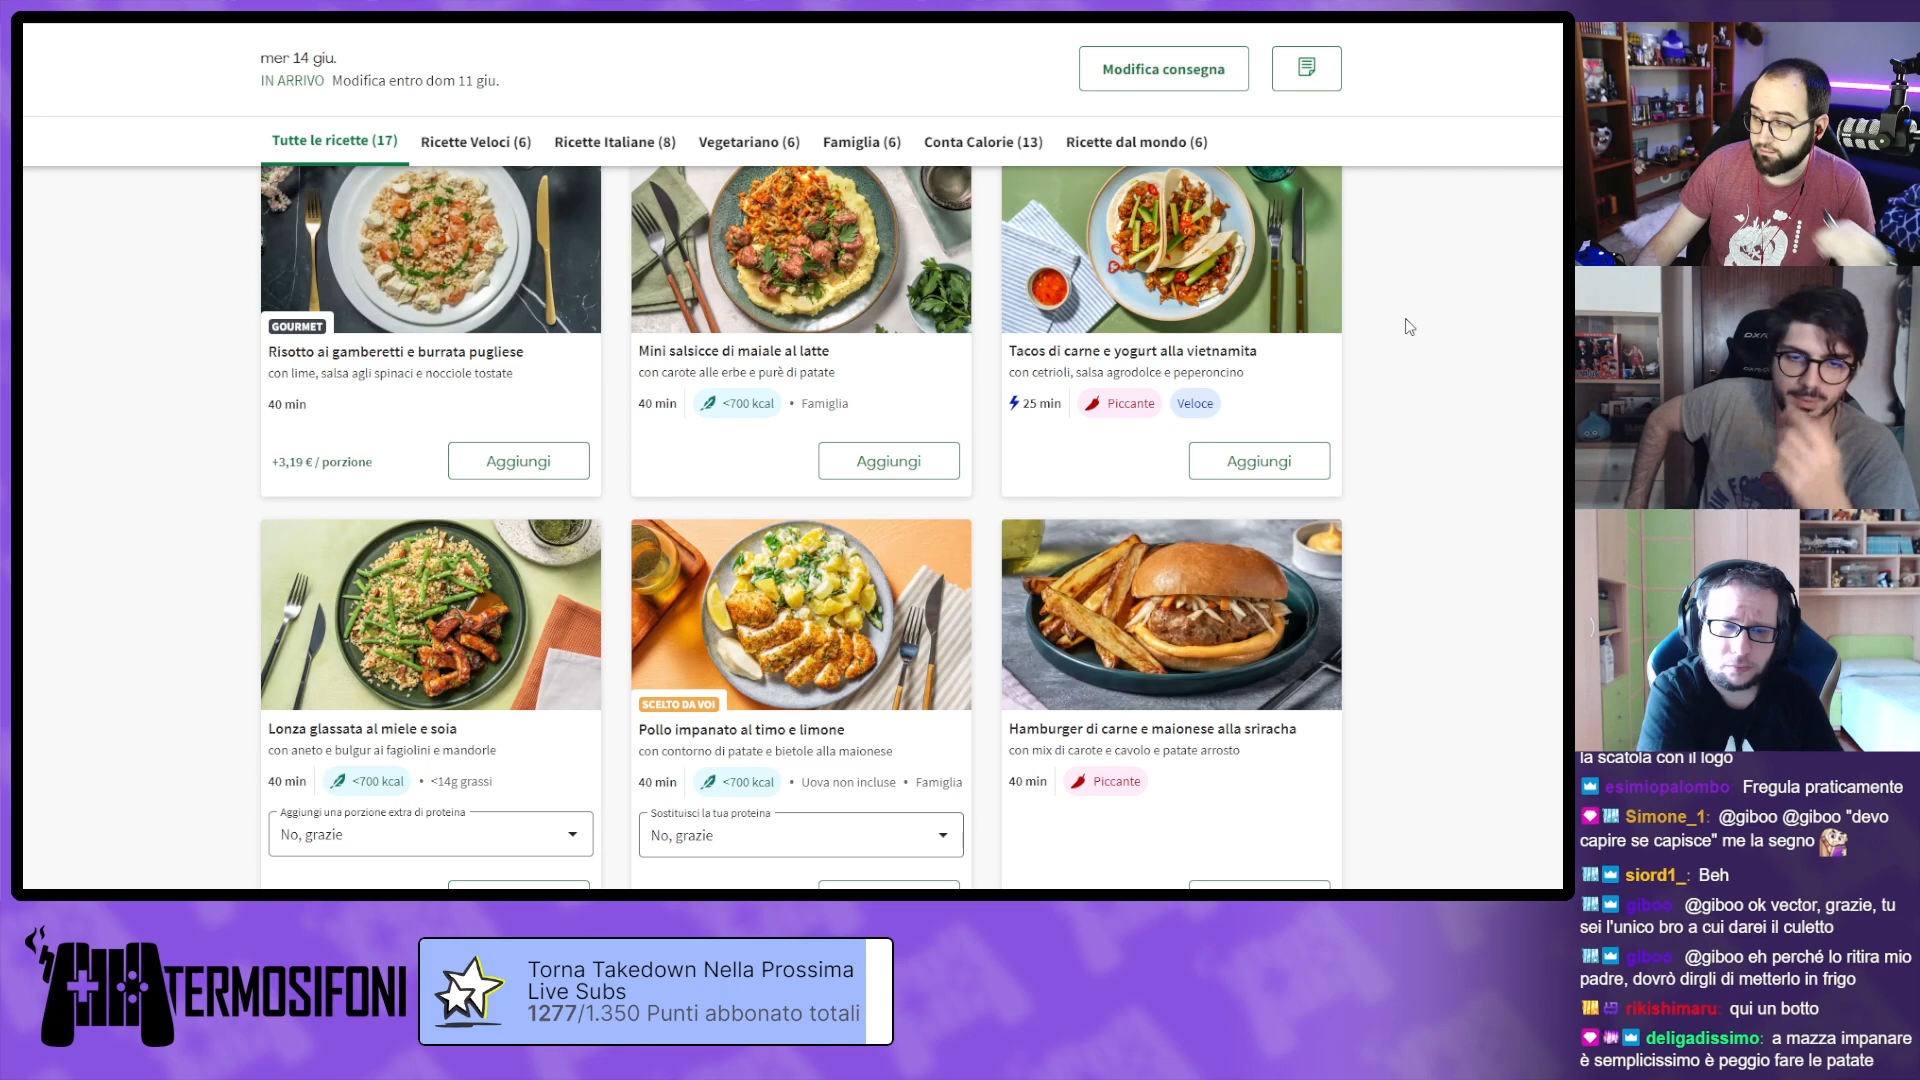 mer 14 giu.
IN ARRIVO Modifica entro dom 11 giu.
Modifica consegna
Tutte le ricette (17)
Ricette Veloci (6)
Ricette Italiane (8)
Vegetariano (6)
Famiglia (6)
Conta Calorie (13)
Ricette dal mondo (6)
GOURMET
Risotto ai gamberetti e burrata pugliese
con lime, salsa agli spinaci e nocciole tostate
40 min
+3,19 € / porzione
Aggiungi
Mini salsicce di maiale al latte
con carote alle erbe e purè di patate
40 min <700 kcal • Famiglia
Aggiungi
Tacos di carne e yogurt alla vietnamita
con cetrioli, salsa agrodolce e peperoncino
25 min Piccante Veloce
Aggiungi
Lonza glassata al miele e soia
con aneto e bulgur ai fagiolini e mandorle
40 min <700 kcal • <14g grassi
Aggiungi una porzione extra di proteina
No, grazie
SCELTO DA VOI
Pollo impanato al timo e limone
con contorno di patate e bietole alla maionese
40 min <700 kcal • Uova non incluse • Famiglia
Sostituisci la tua proteina
No, grazie
Hamburger di carne e maionese alla sriracha
con mix di carote e cavolo e patate arrosto
40 min Piccante
la scatola con il logo
esimiopalombo: Fregula praticamente
Simone_1: @giboo @giboo "devo
capire se capisce" me la segno
siord1_: Beh
giboo: @giboo ok vector, grazie, tu
sei l'unico bro a cui darei il culetto
giboo: @giboo eh perché lo ritira mio
padre, dovrò dirgli di metterlo in frigo
rikishimaru: qui un botto
deligadissimo: a mazza impanare
è semplicissimo è peggio fare le patate
TERMOSIFONI
Torna Takedown Nella Prossima
Live Subs
1277/1.350 Punti abbonato totali